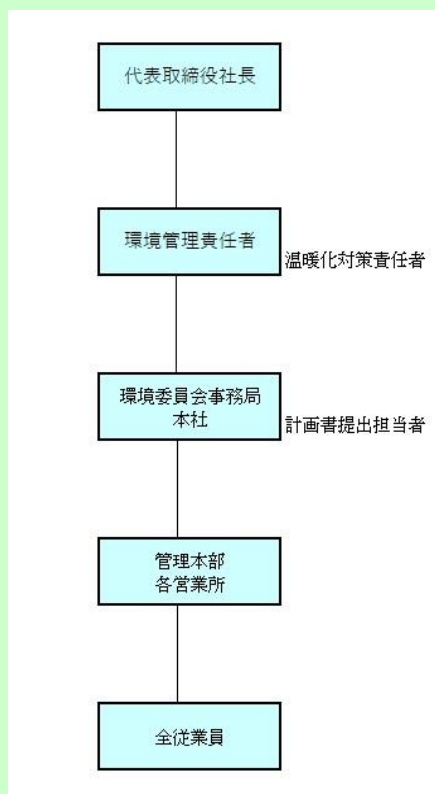 代表取締役社長
環境管理責任者
温暖化対策責任者
環境委員会事務局
本社
計画書提出担当者
管理本部
各営業所
全従業員